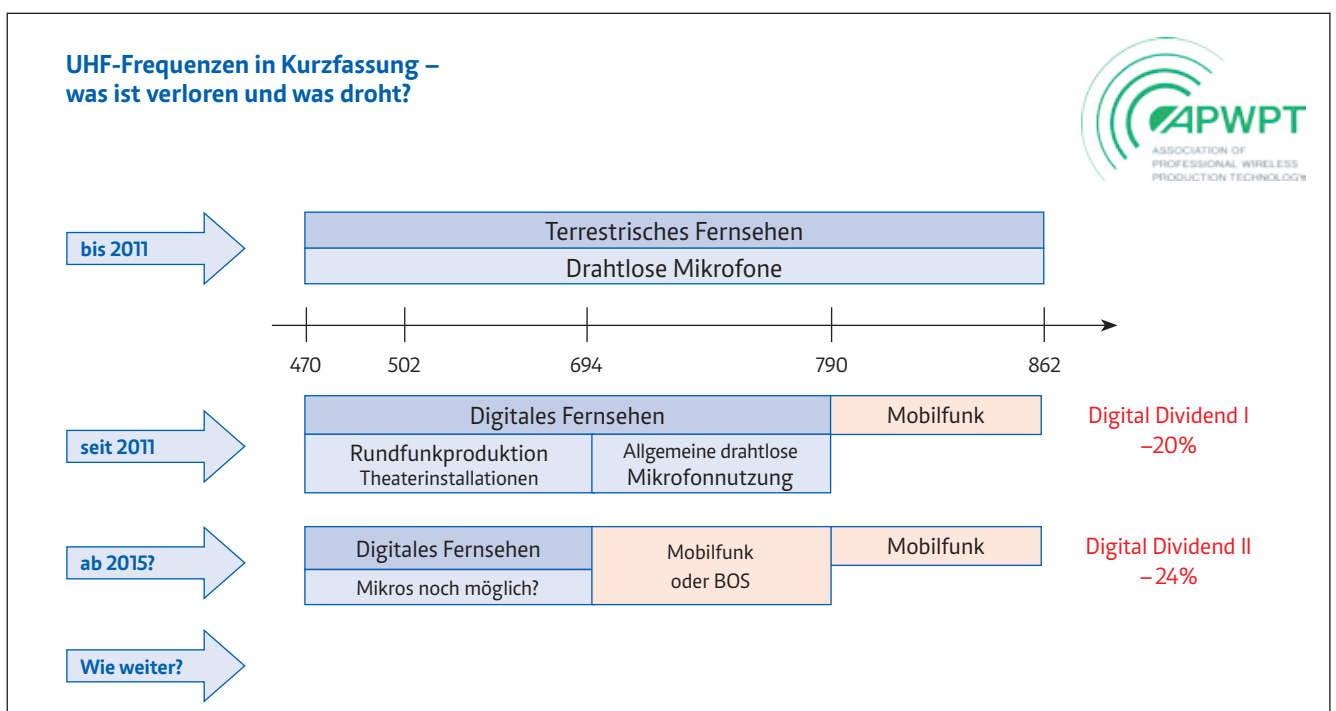 UHF-Frequenzen in Kurzfassung –
was ist verloren und was droht?
APWPT
ASSOCIATION OF
PROFESSIONAL WIRELESS
PRODUCTION TECHNOLOGY
bis 2011
Terrestrisches Fernsehen
Drahtlose Mikrofone
470 502 694 790 862
seit 2011
Digitales Fernsehen
Mobilfunk
Rundfunkproduktion
Theaterinstallationen
Allgemeine drahtlose
Mikrofonnutzung
Digital Dividend I
–20%
ab 2015?
Digitales Fernsehen
Mikros noch möglich?
Mobilfunk
oder BOS
Mobilfunk
Digital Dividend II
–24%
Wie weiter?